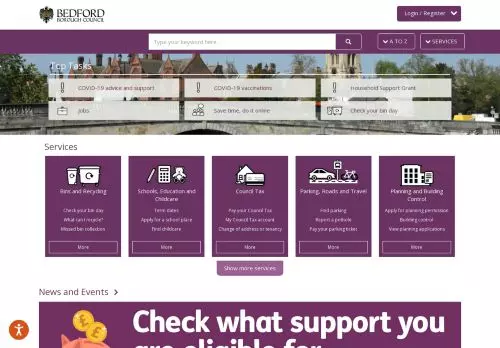 BEDFORD
BOROUGH COUNCIL
Login / Register
Type your keyword here
A TO Z
SERVICES
Top Tasks
COVID-19 advice and support
COVID-19 vaccinations
Household Support Grant
Jobs
Save time, do it online
Check your bin day
Services
Bins and Recycling
Check your bin day
What can I recycle?
Missed bin collection
More
Schools, Education and
Childcare
Term dates
Apply for a school place
Find childcare
More
Council Tax
Pay your Council Tax
My Council Tax account
Change of address or tenancy
More
Parking, Roads and Travel
Find parking
Report a pothole
Pay your parking ticket
More
Planning and Building
Control
Apply for planning permission
Building control
View planning applications
More
Show more services
News and Events
Check what support you
are eligible for